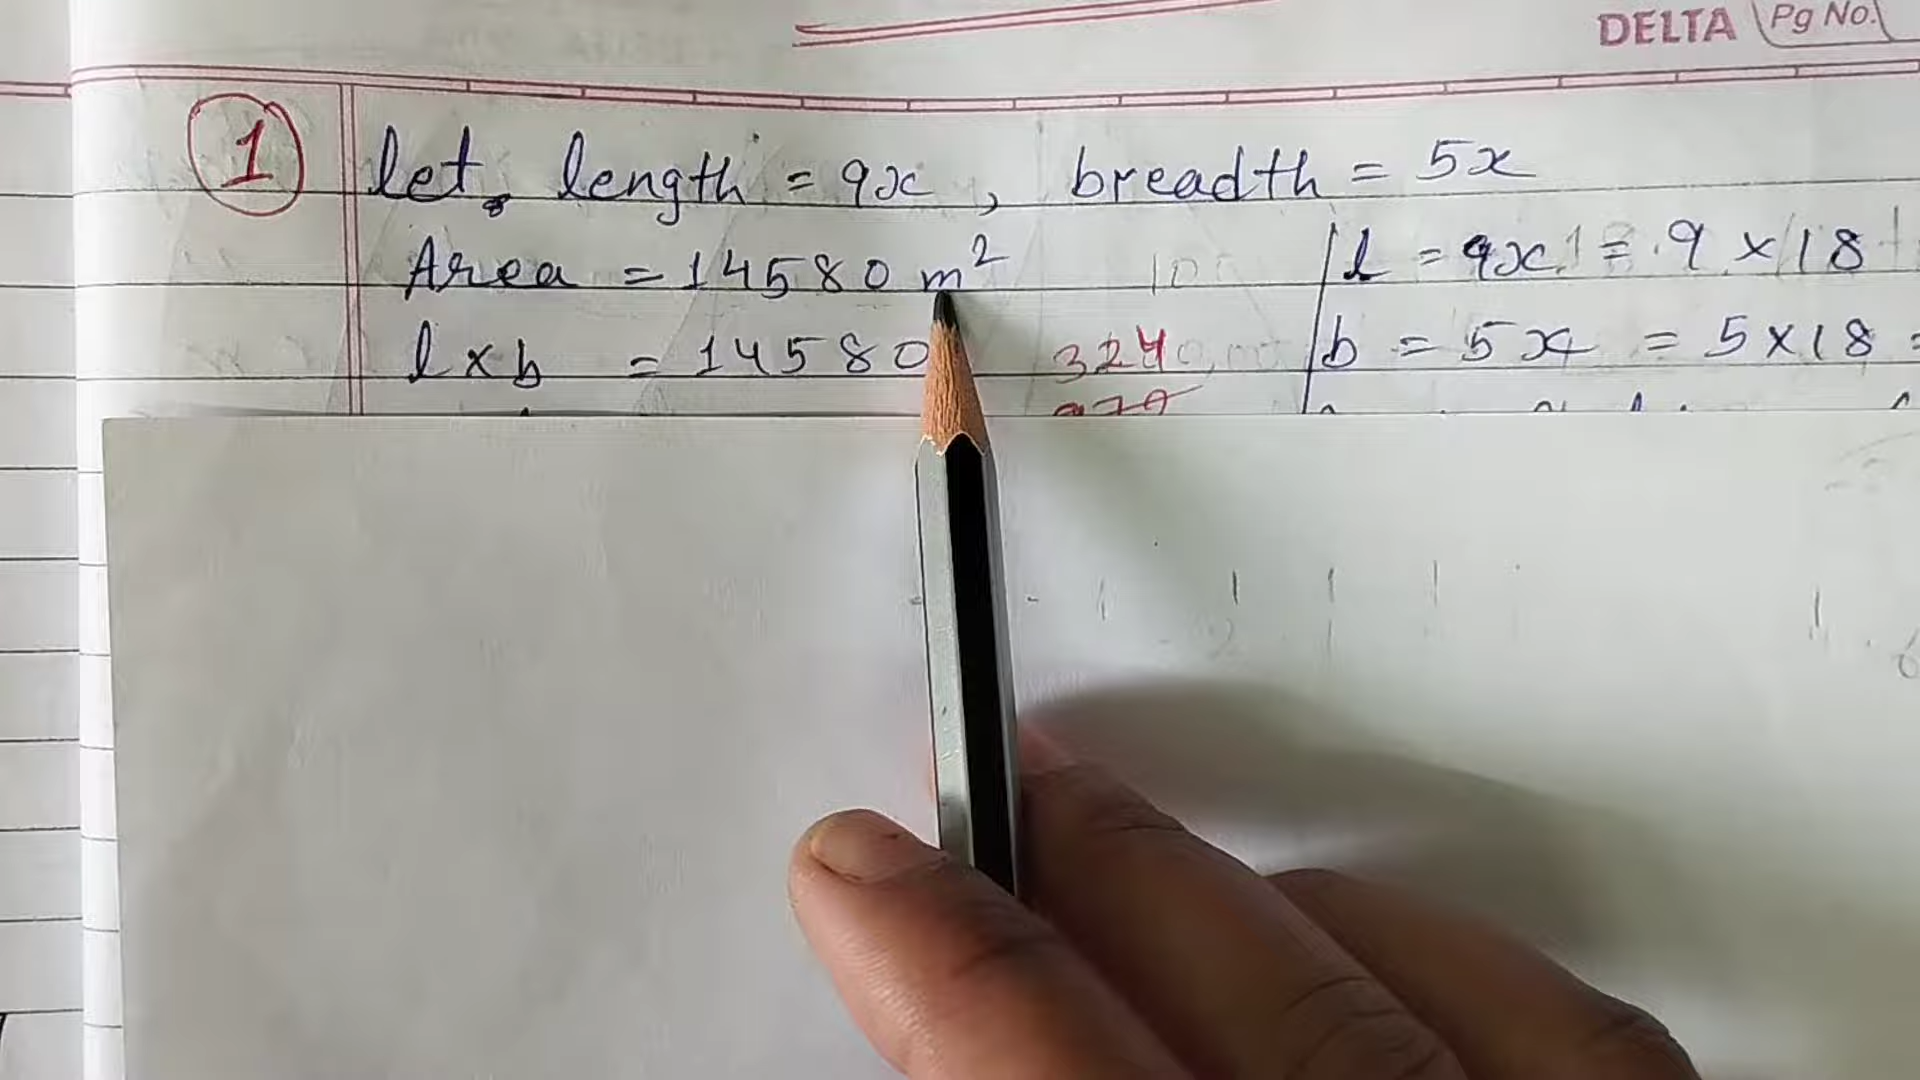 DELTA Pg No.
1 let, length = 9x, breadth = 5x
Area = 14580 m²
l = 9x = 9 × 18
l × b = 14580
324
b = 5x = 5 × 18 =